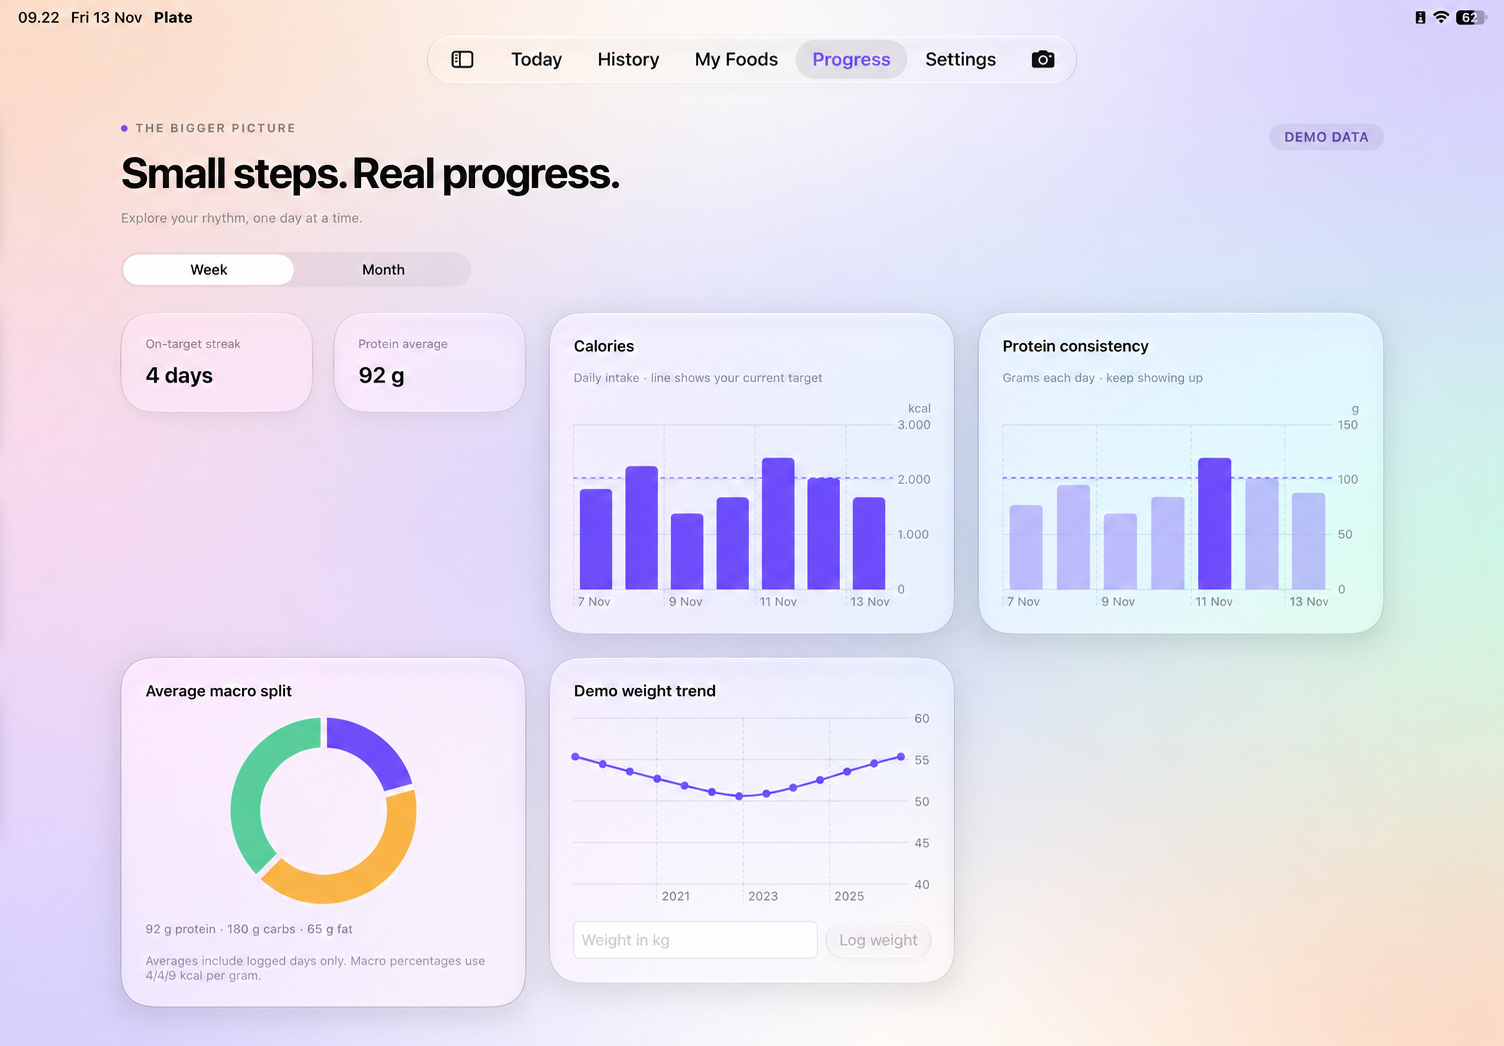 09.22 Fri 13 Nov Plate
62
Today
History
My Foods
Progress
Settings
THE BIGGER PICTURE
DEMO DATA
Small steps. Real progress.
Explore your rhythm, one day at a time.
Week
Month
On-target streak
4 days
Protein average
92 g
Calories
Daily intake · line shows your current target
kcal
3.000
2.000
1.000
0
7 Nov
9 Nov
11 Nov
13 Nov
Protein consistency
Grams each day · keep showing up
g
150
100
50
0
7 Nov
9 Nov
11 Nov
13 Nov
Average macro split
92 g protein · 180 g carbs · 65 g fat
Averages include logged days only. Macro percentages use
4/4/9 kcal per gram.
Demo weight trend
60
55
50
45
40
2021
2023
2025
Weight in kg
Log weight